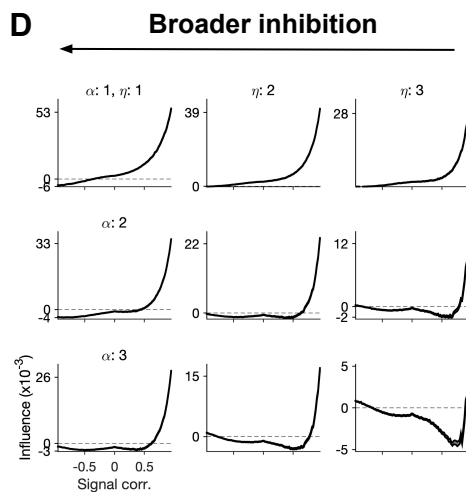 D Broader inhibition
α: 1, η: 1 η: 2 η: 3
53 39 28
0
-6 0 0
α: 2
33 22 12
0 0 0
-4 -2
α: 3
26 15 5
0 0 0
-3 -5
Influence (x10⁻³)
-0.5 0 0.5
Signal corr.